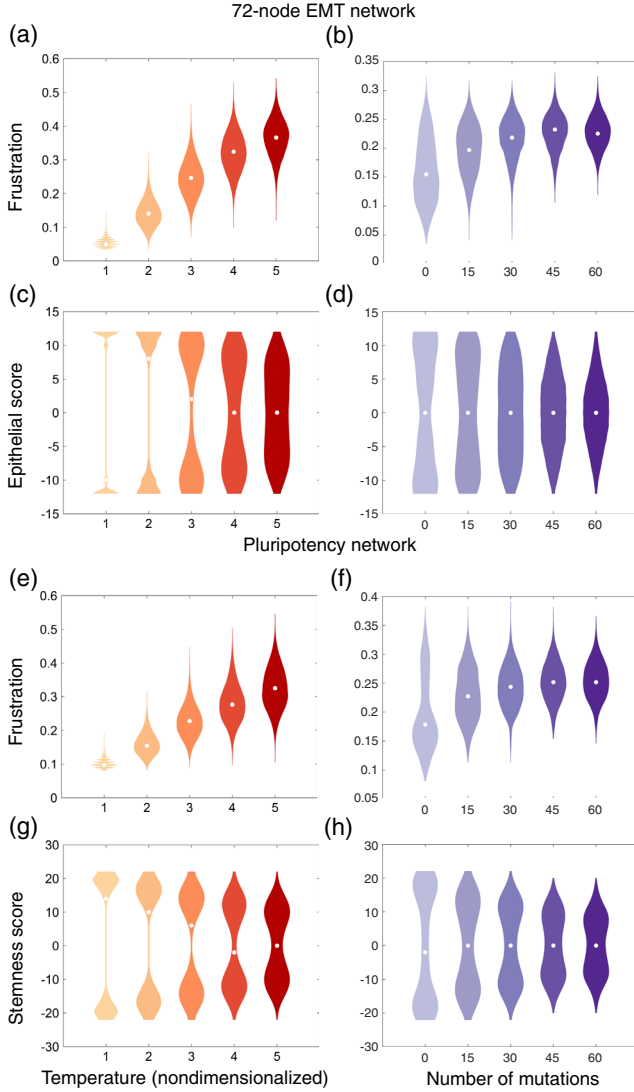 72-node EMT network
(a) (b)
0.6 0.35
0.5 0.3
0.4 0.25
0.3 0.2
0.2 0.15
0.1 0.1
0 0.05
0
Frustration
1 2 3 4 5 0 15 30 45 60
(c) (d)
15 15
10 10
5 5
0 0
-5 -5
-10 -10
-15 -15
Epithelial score
1 2 3 4 5 0 15 30 45 60
Pluripotency network
(e) (f)
0.6 0.4
0.5 0.35
0.4 0.3
0.3 0.25
0.2 0.2
0.1 0.15
0 0.1
0.05
Frustration
1 2 3 4 5 0 15 30 45 60
(g) (h)
30 30
20 20
10 10
0 0
-10 -10
-20 -20
-30 -30
Stemness score
1 2 3 4 5 0 15 30 45 60
Temperature (nondimensionalized) Number of mutations